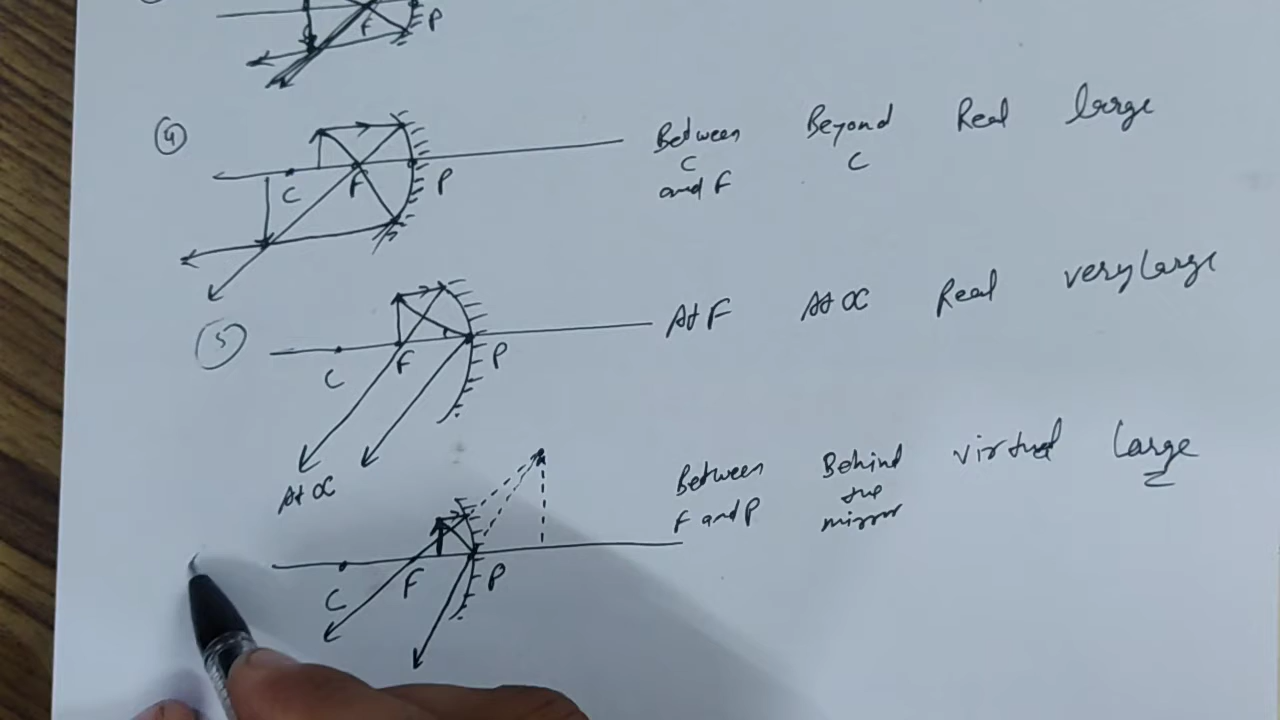 F P
4 Between Beyond Real large
C F P C
and F
5 At F At ∝ Real very large
C F P
At ∝
Between Behind virtual large
F and P the
mirror
C F P